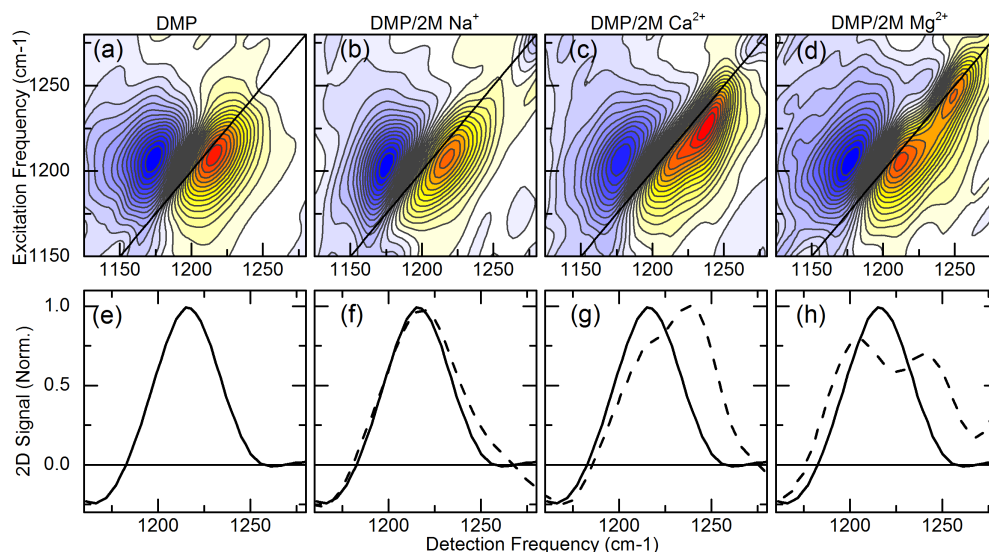 DMP DMP/2M Na⁺ DMP/2M Ca²⁺ DMP/2M Mg²⁺
(a) (b) (c) (d)
Excitation Frequency (cm-1)
1250
1200
1150
1150 1200 1250 1150 1200 1250 1150 1200 1250 1150 1200 1250
(e) (f) (g) (h)
2D Signal (Norm.)
1.0
0.5
0.0
1200 1250 1200 1250 1200 1250 1200 1250
Detection Frequency (cm-1)